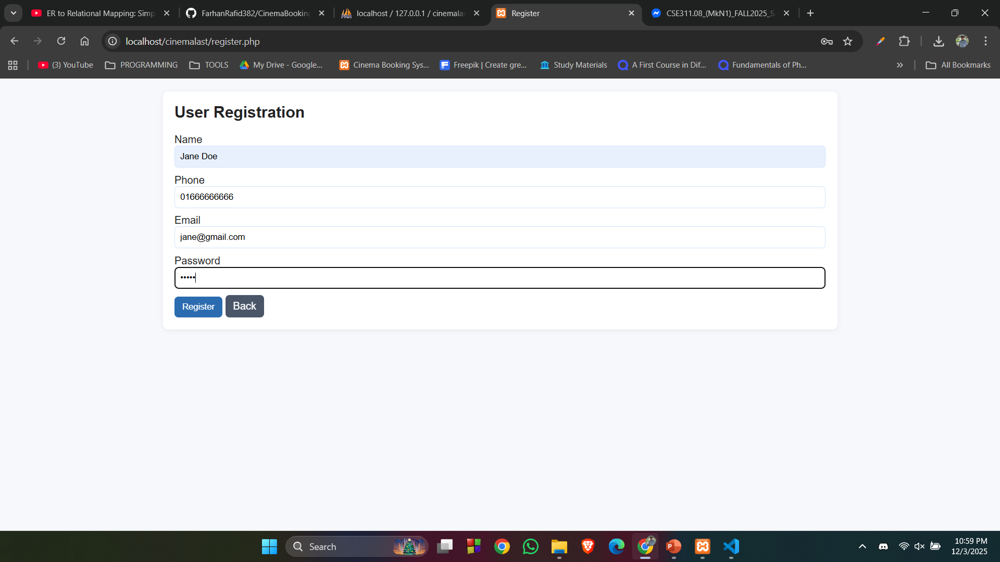 ER to Relational Mapping: Simp
FarhanRafid382/CinemaBooking
localhost / 127.0.0.1 / cinemalas
Register
CSE311.08_(MkN1)_FALL2025_S
localhost/cinemalast/register.php
(3) YouTube
PROGRAMMING
TOOLS
My Drive - Google...
Cinema Booking Sys...
Freepik | Create gre...
Study Materials
A First Course in Dif...
Fundamentals of Ph...
All Bookmarks
User Registration
Name
Jane Doe
Phone
01666666666
Email
jane@gmail.com
Password
•••••
Register
Back
Search
10:59 PM
12/3/2025